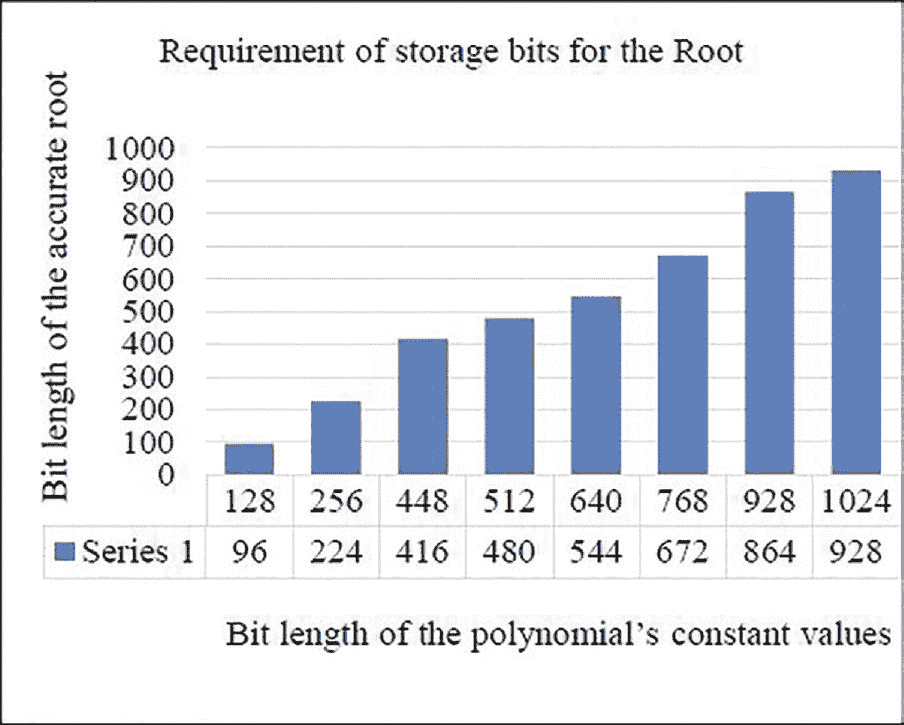 Requirement of storage bits for the Root
Bit length of the accurate root
1000
900
800
700
600
500
400
300
200
100
0
128 256 448 512 640 768 928 1024
Series 1 96 224 416 480 544 672 864 928
Bit length of the polynomial’s constant values